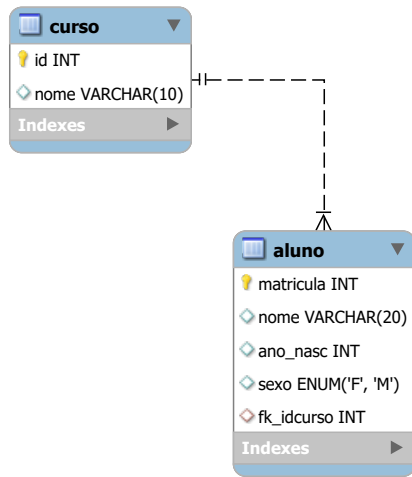 curso
id INT
nome VARCHAR(10)
Indexes
aluno
matricula INT
nome VARCHAR(20)
ano_nasc INT
sexo ENUM('F', 'M')
fk_idcurso INT
Indexes